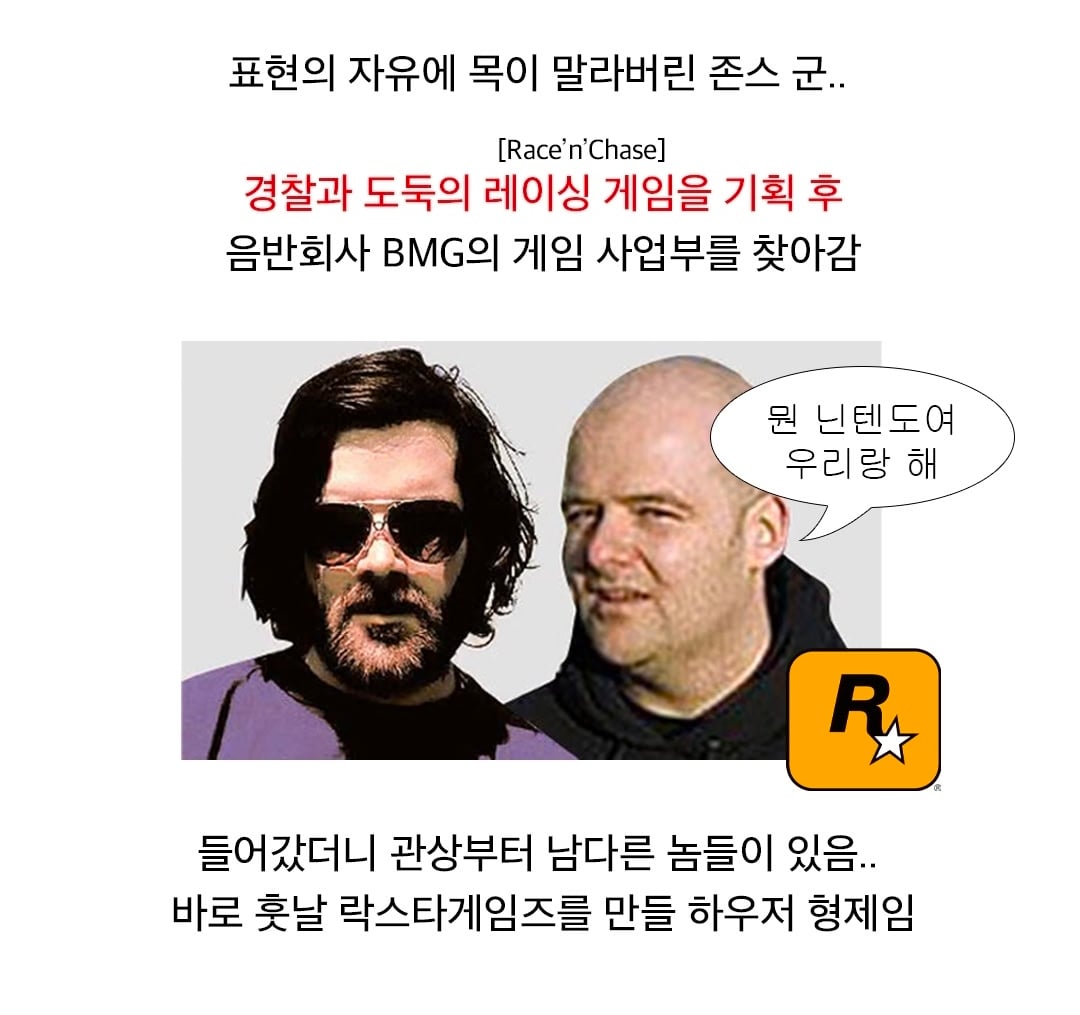 표현의 자유에 목이 말라버린 존스 군..
[Race’n’Chase]
경찰과 도둑의 레이싱 게임을 기획 후
음반회사 BMG의 게임 사업부를 찾아감
뭔 닌텐도여
우리랑 해
R
®
들어갔더니 관상부터 남다른 놈들이 있음..
바로 훗날 락스타게임즈를 만들 하우저 형제임